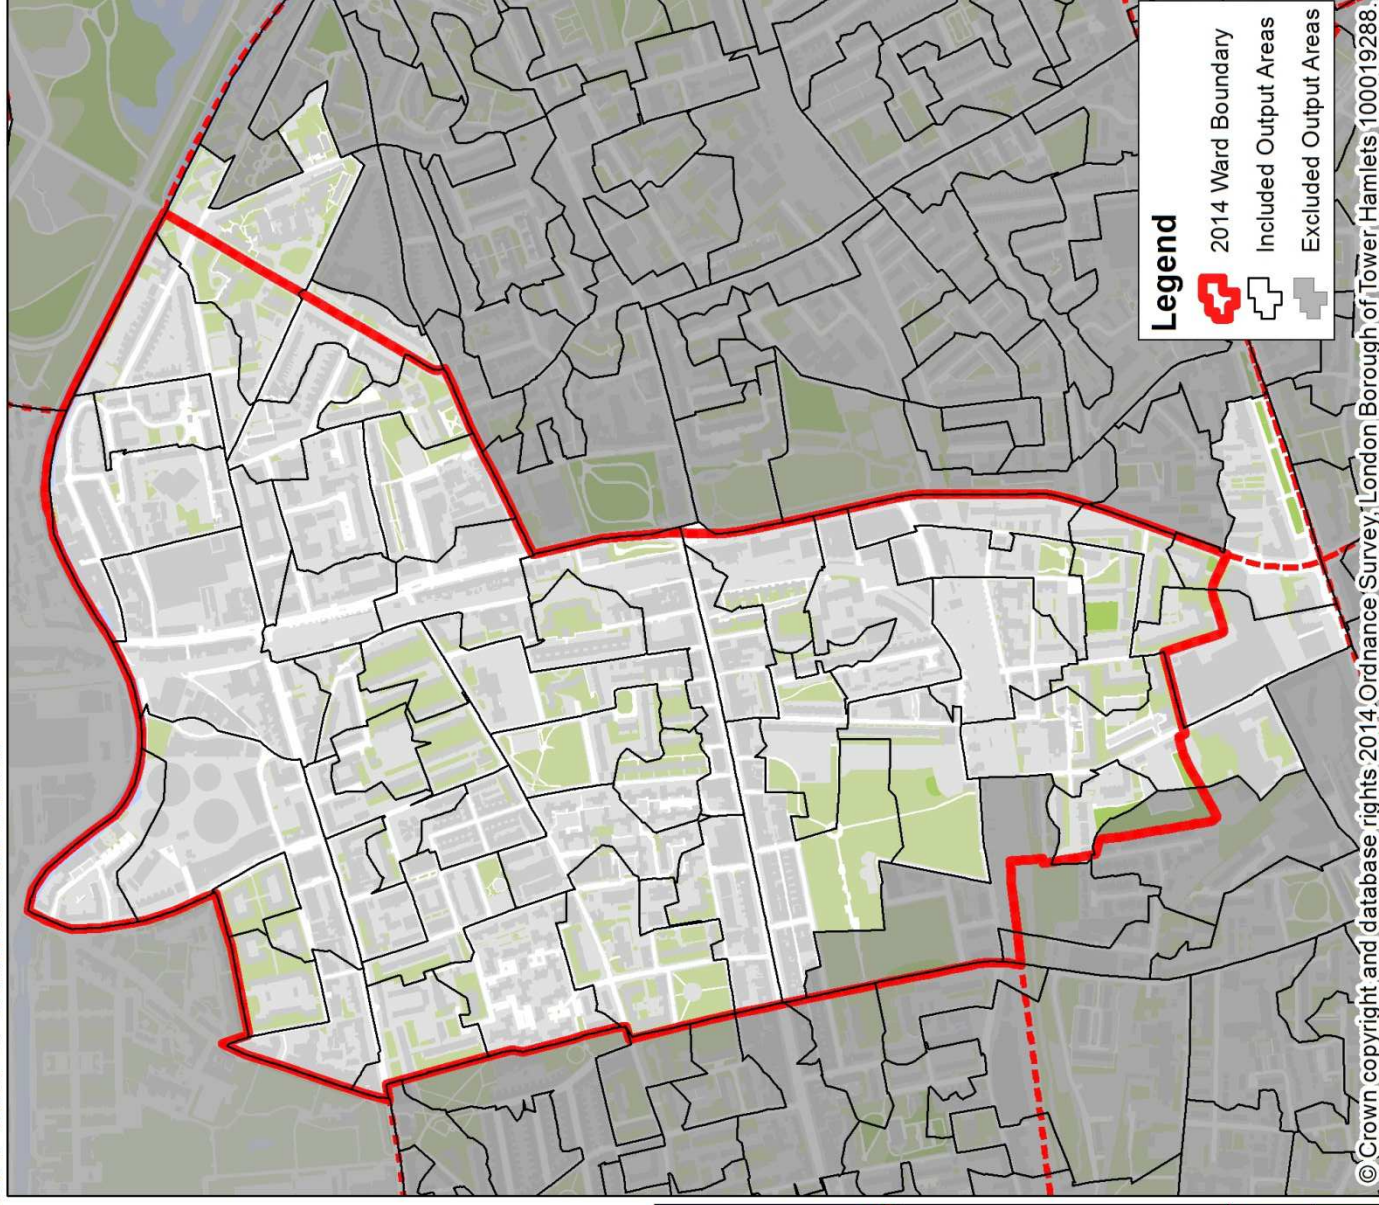 Legend
2014 Ward Boundary
Included Output Areas
Excluded Output Areas
© Crown copyright and database rights 2014 Ordnance Survey, London Borough of Tower Hamlets 100019288.